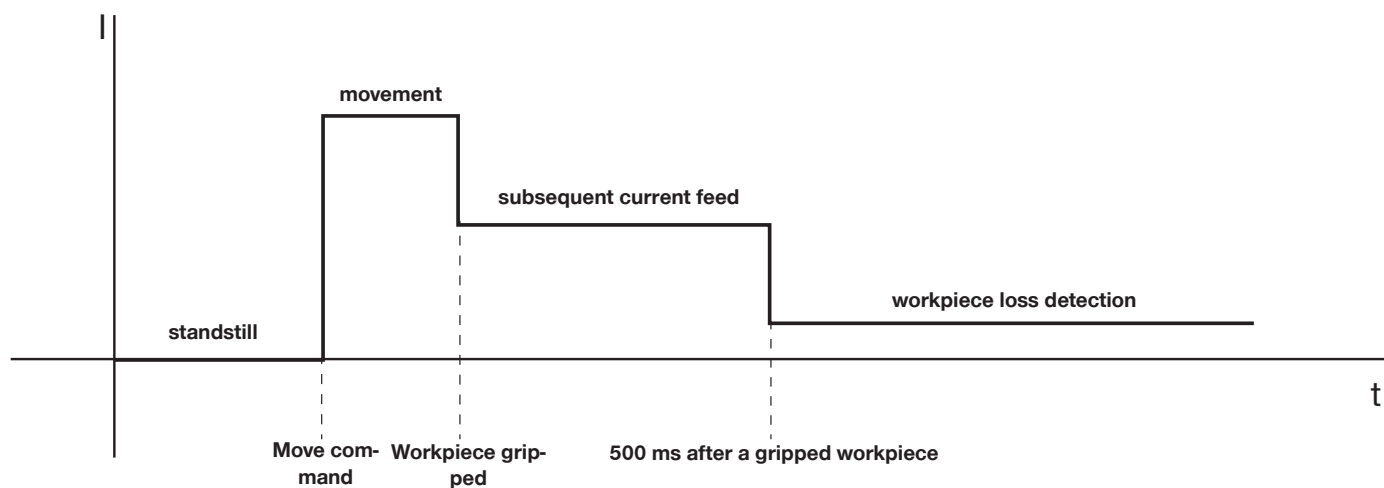 I
movement
subsequent current feed
workpiece loss detection
standstill
t
Move com-
mand
Workpiece grip-
ped
500 ms after a gripped workpiece